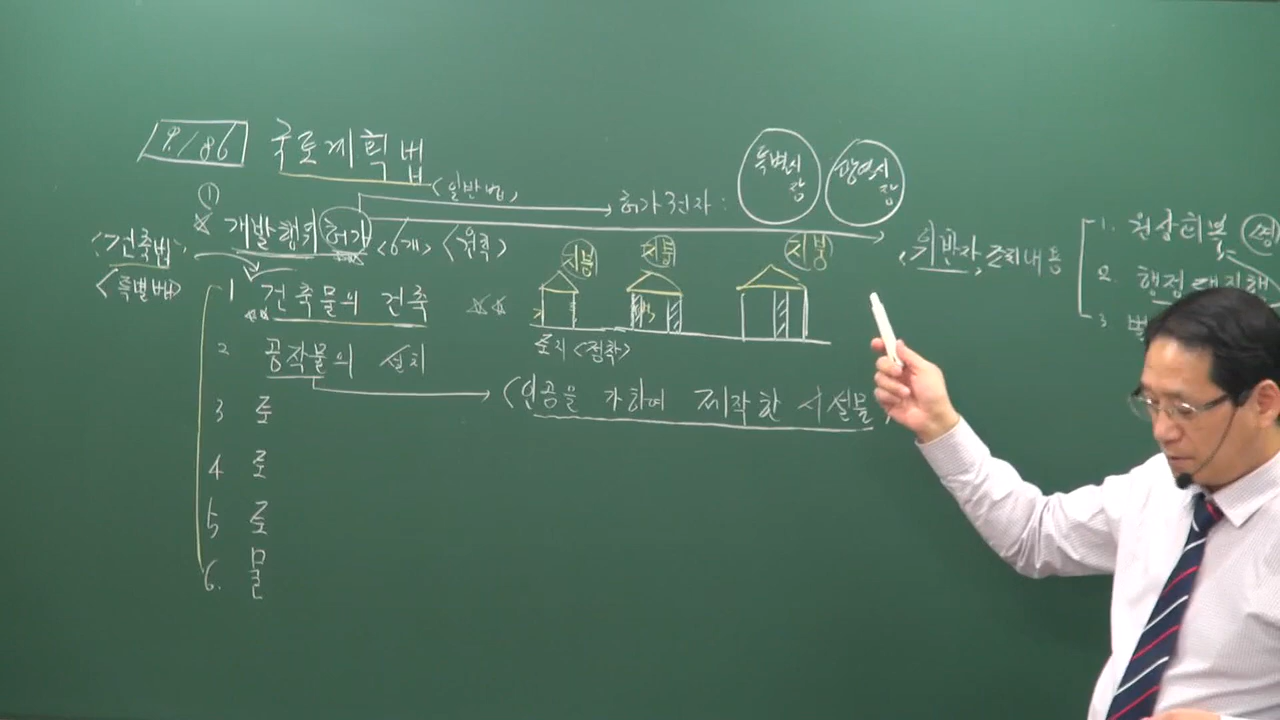 P./86 국토계획법
<일반법>
허가권자 : 특별시장 광역시장
① 개발행위허가 <6개> <원칙>
<건축법>
<특별법>
<위반자> 조치내용
1. 원상회복
2. 행정대집행
3 벌
1 건축물의 건축
지붕 지붕 지붕
토지 <정착>
2 공작물의 설치
<인공을 가하여 제작한 시설물>
3 토
4 토
5 토
6. 물